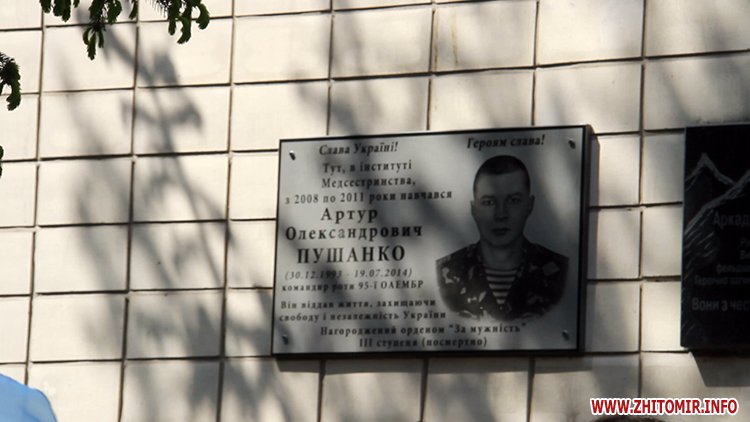 Слава Україні!
Героям слава!
Тут, в інституті
Медсестринства,
з 2008 по 2011 роки навчався
Артур
Олександрович
ПУШАНКО
(30.12.1993 - 19.07.2014)
командир роти 95-ї ОАЕМБР
Він віддав життя, захищаючи
свободу і незалежність України
Нагороджений орденом "За мужність"
III ступеня (посмертно)
Вони з
WWW.ZHITOMIR.INFO